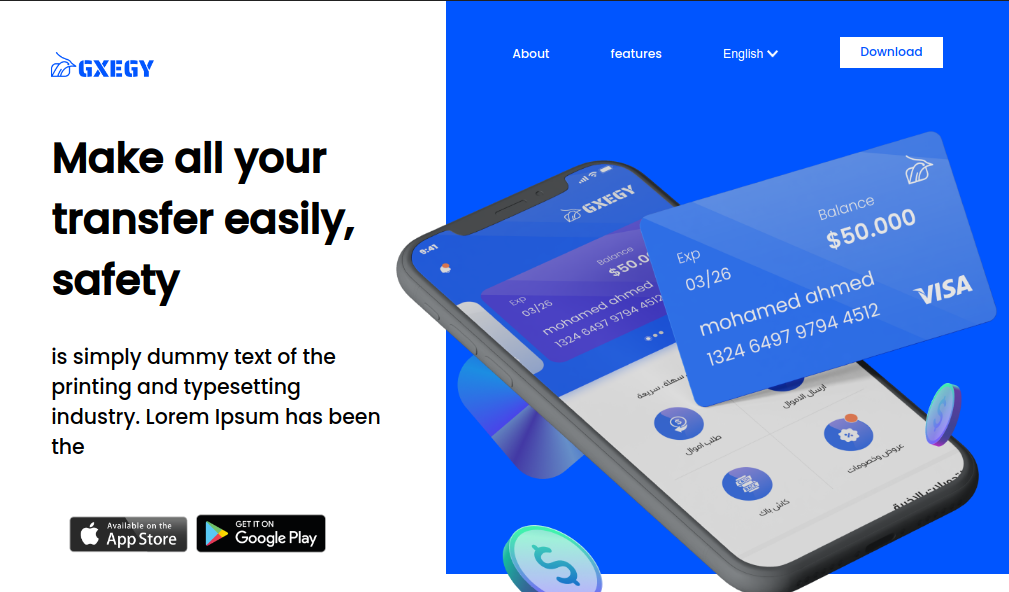 GXEGY
About
features
English
Download
Make all your
transfer easily,
safety
is simply dummy text of the
printing and typesetting
industry. Lorem Ipsum has been
the
Available on the
App Store
GET IT ON
Google Play
9:41
GXEGY
Balance
$50.0
Exp
03/26
mohamed ahmed
1324 6497 9794 4512
Balance
$50.000
Exp
03/26
mohamed ahmed
1324 6497 9794 4512
VISA
سهلة، سريعة
ارسال الاموال
طلب اموال
عروض وخصومات
كاش باك